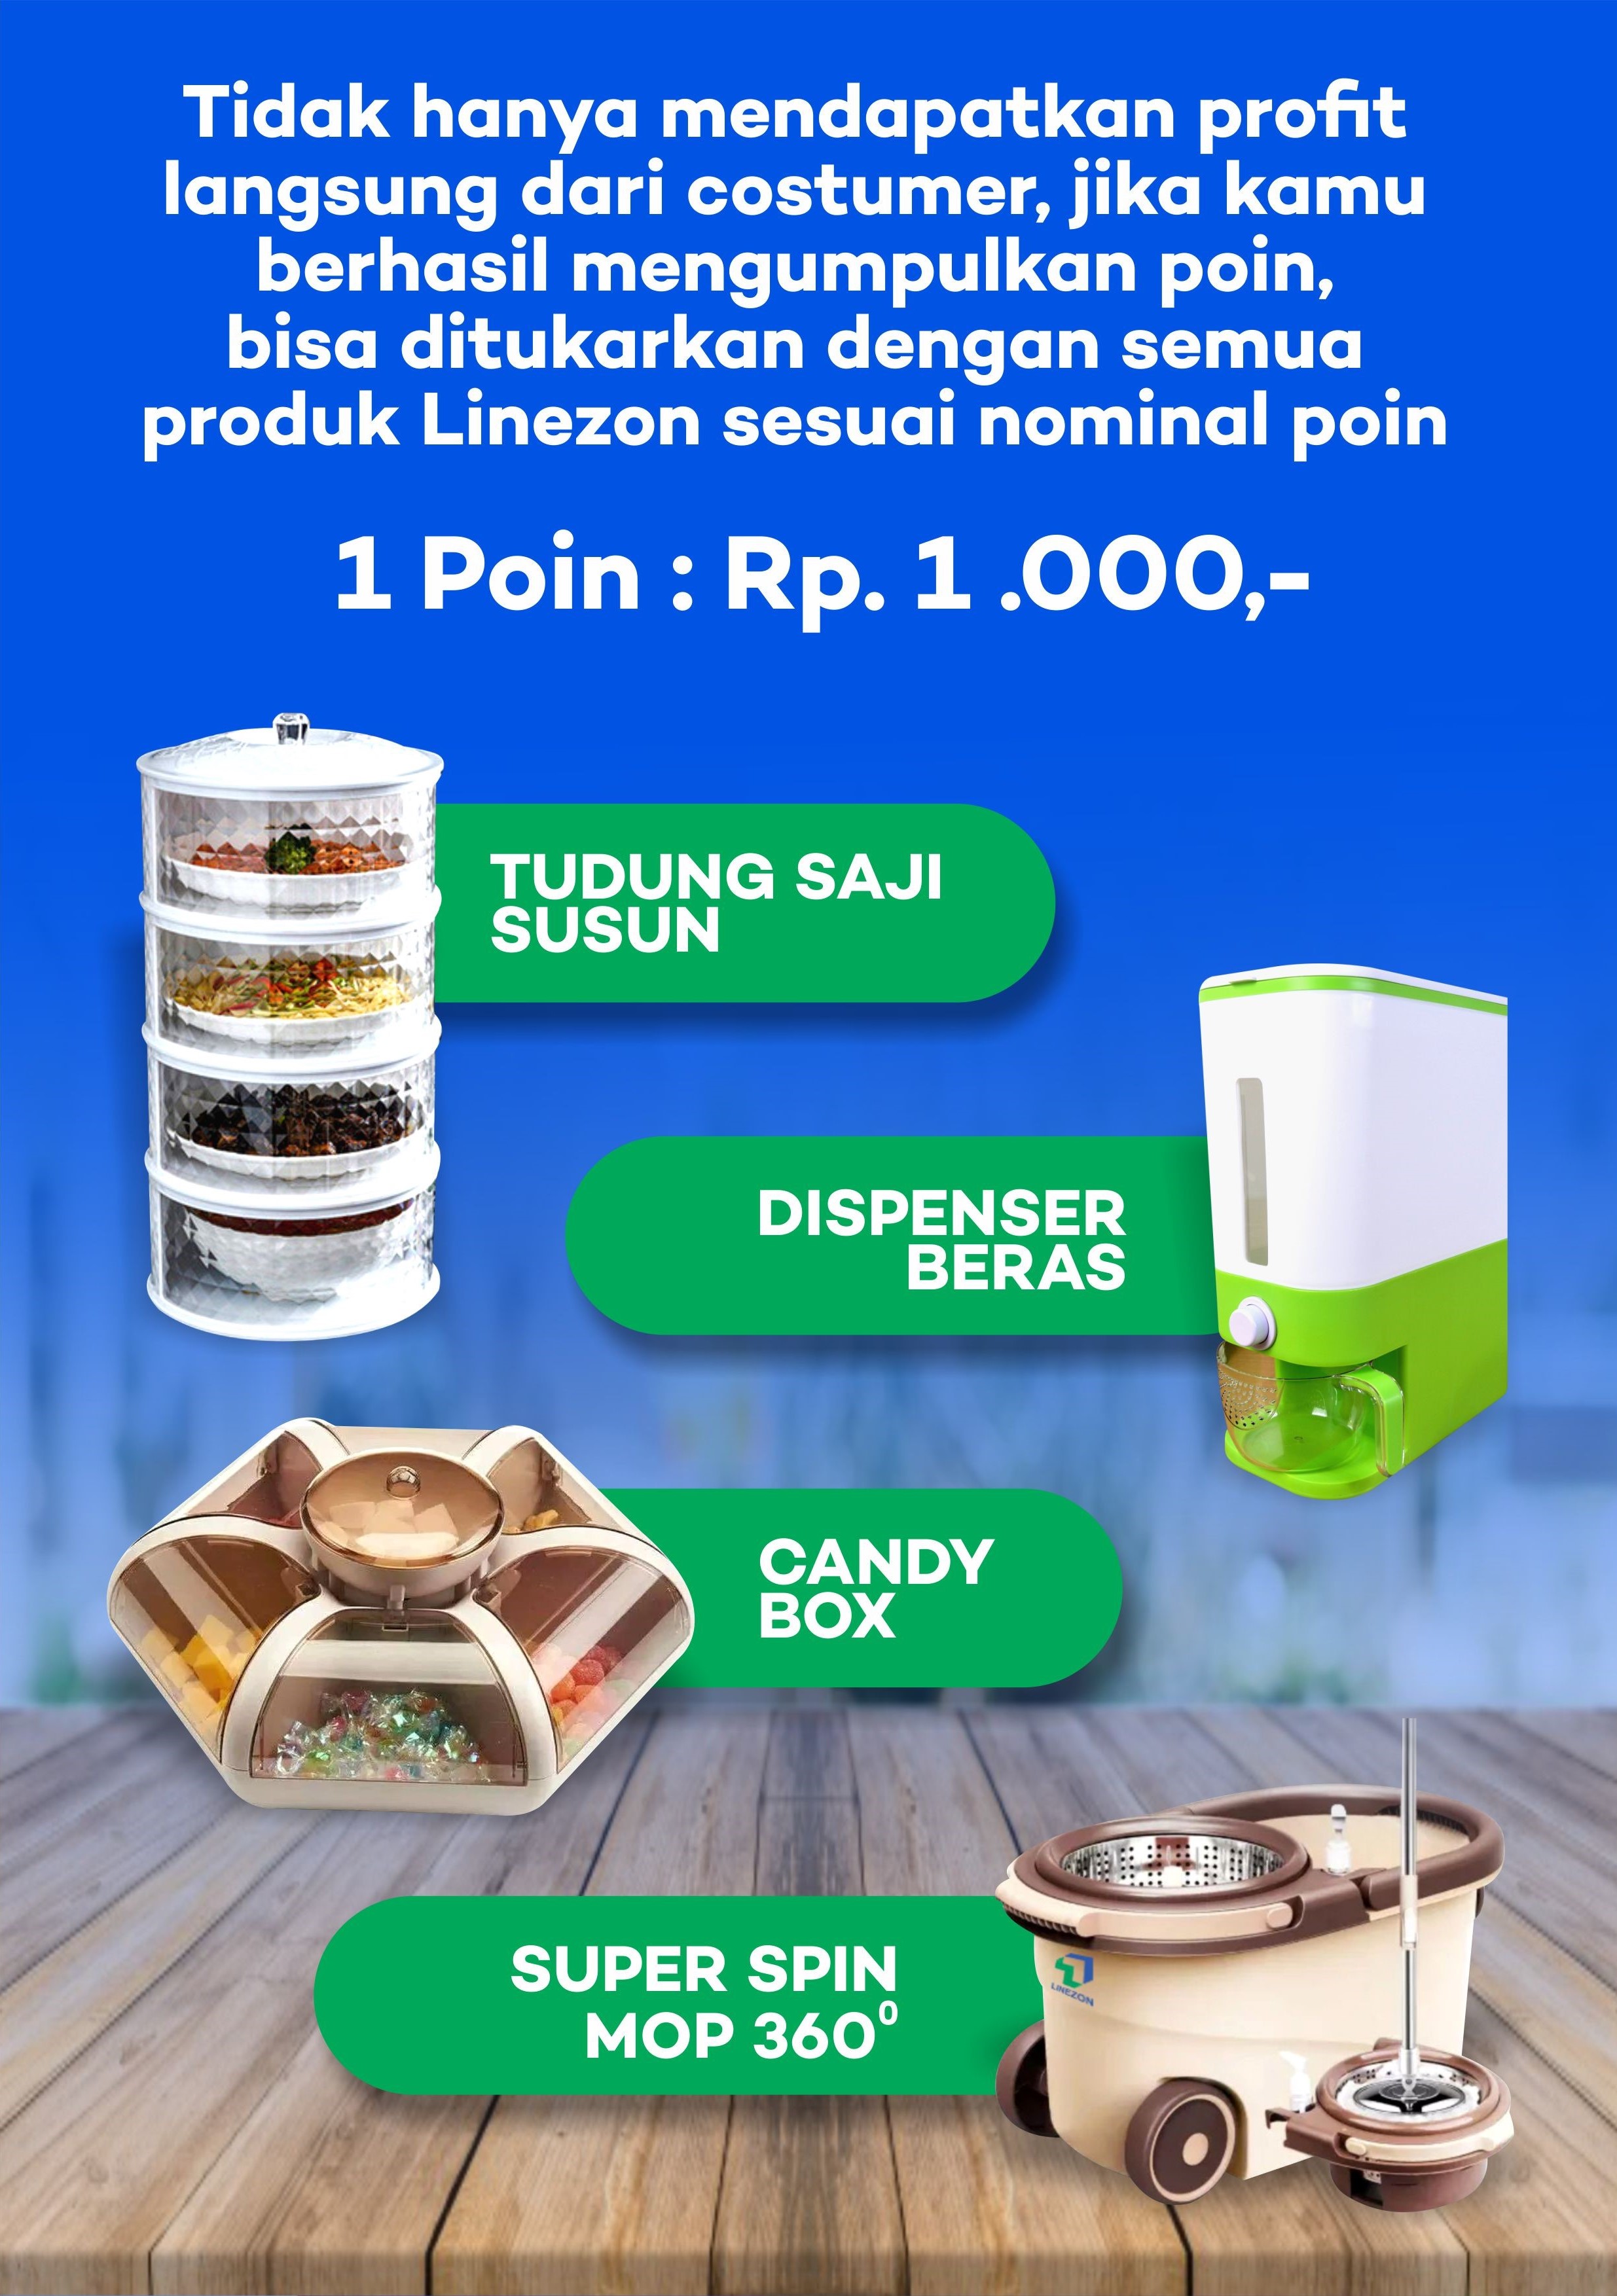 Tidak hanya mendapatkan profit
langsung dari costumer, jika kamu
berhasil mengumpulkan poin,
bisa ditukarkan dengan semua
produk Linezon sesuai nominal poin
1 Poin : Rp. 1 .000,-
TUDUNG SAJI
SUSUN
DISPENSER
BERAS
CANDY
BOX
SUPER SPIN
MOP 360⁰
LINEZON